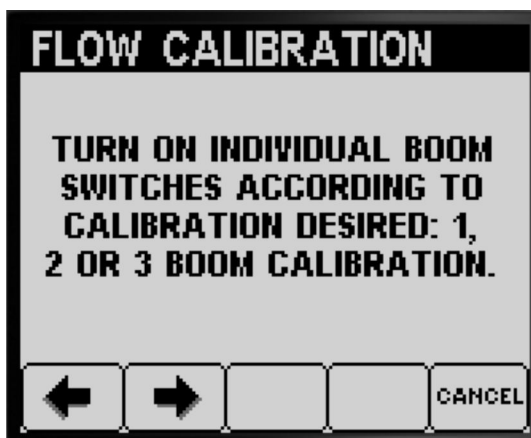 FLOW CALIBRATION
TURN ON INDIVIDUAL BOOM
SWITCHES ACCORDING TO
CALIBRATION DESIRED: 1,
2 OR 3 BOOM CALIBRATION.
CANCEL